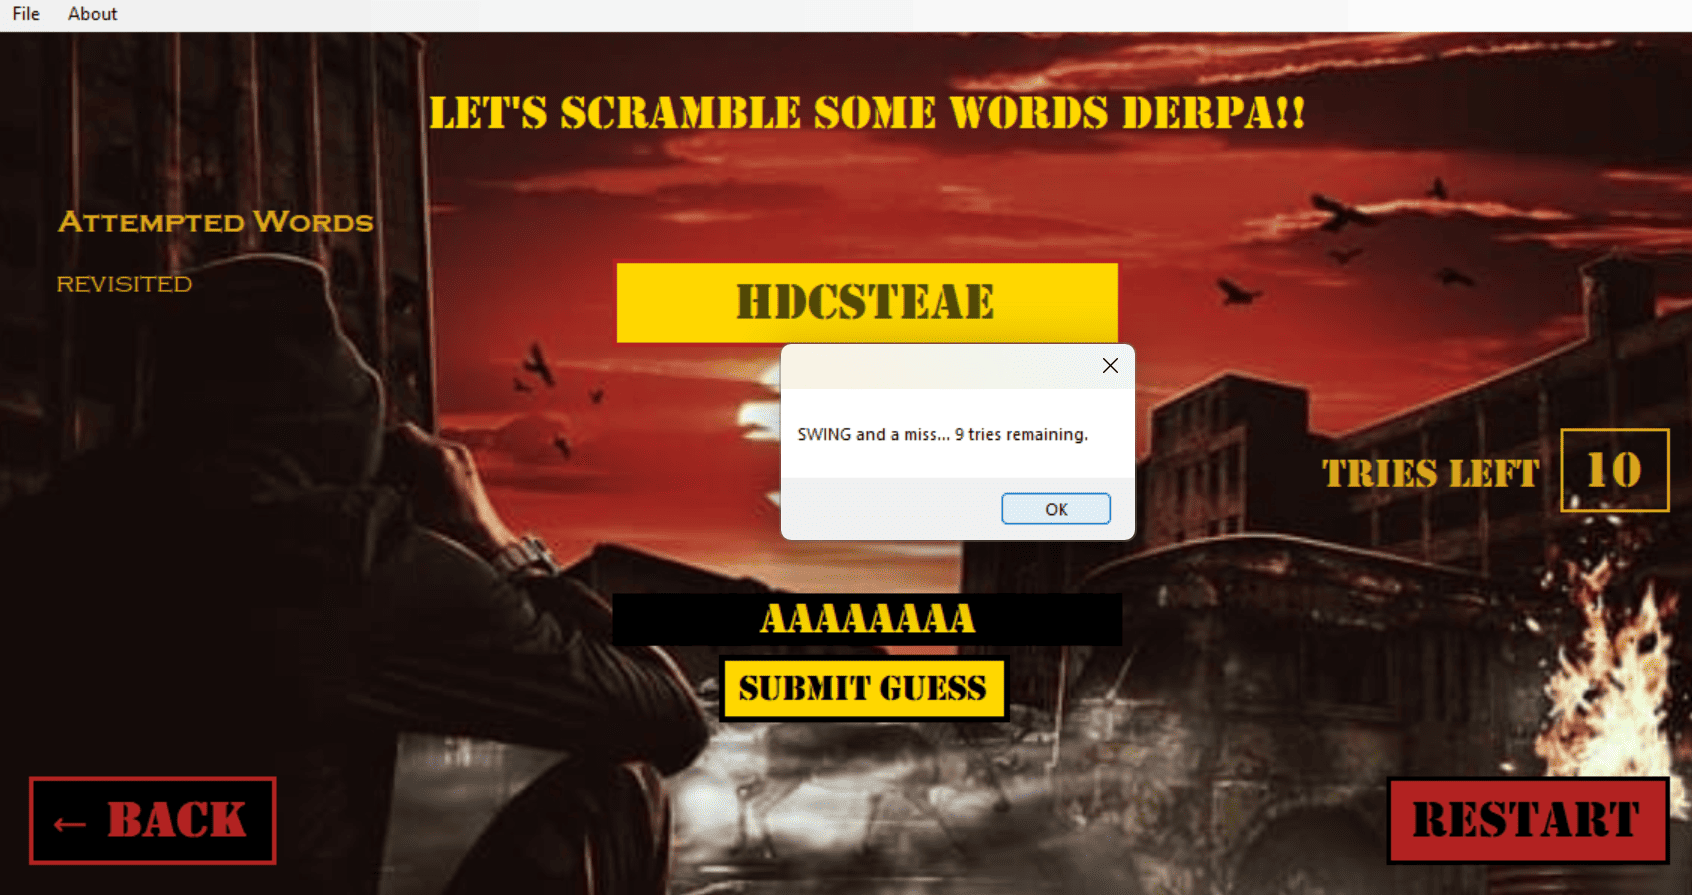 File About
LET'S SCRAMBLE SOME WORDS DERPA!!
ATTEMPTED WORDS
REVISITED
HDCSTEAE
SWING and a miss... 9 tries remaining.
OK
TRIES LEFT 10
AAAAAAAA
SUBMIT GUESS
← BACK
RESTART